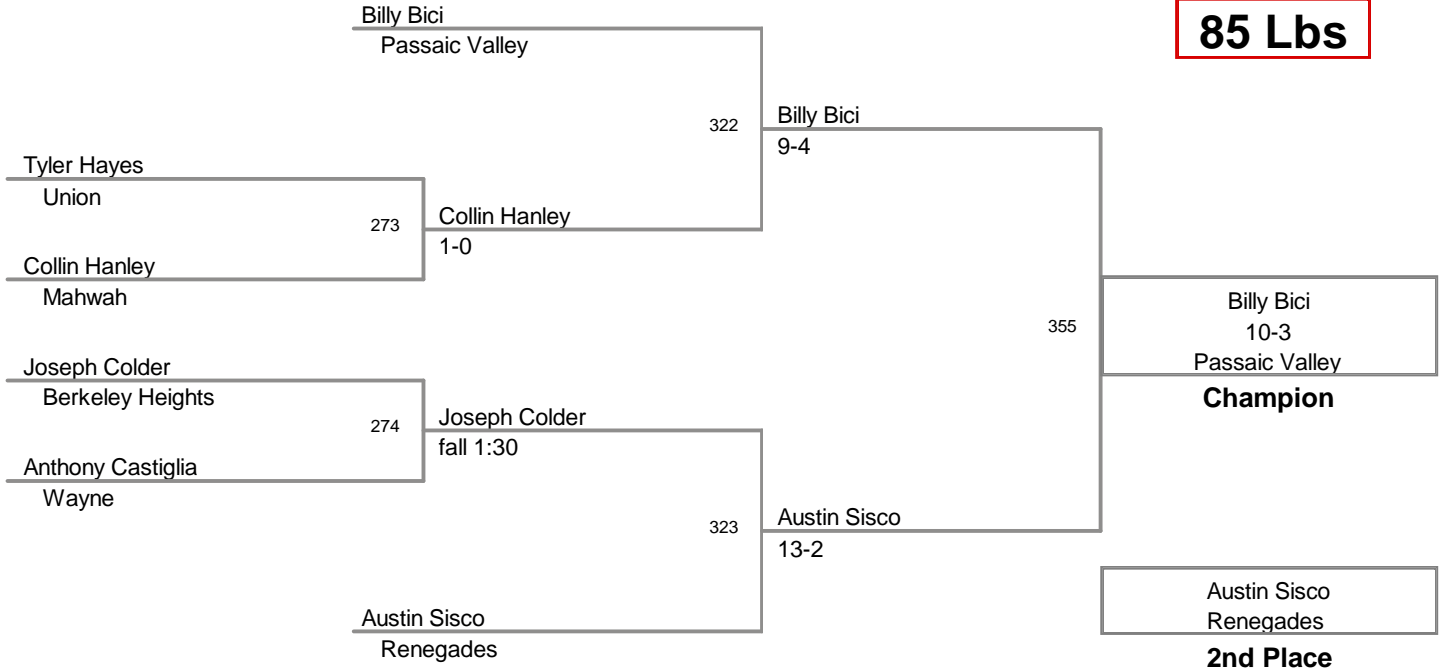 Billy Bici
Passaic Valley
85 Lbs
322
Billy Bici
9-4
Tyler Hayes
Union
273
Collin Hanley
1-0
Collin Hanley
Mahwah
355
Billy Bici
10-3
Passaic Valley
Champion
Joseph Colder
Berkeley Heights
274
Joseph Colder
fall 1:30
Anthony Castiglia
Wayne
323
Austin Sisco
13-2
Austin Sisco
Renegades
Austin Sisco
Renegades
2nd Place